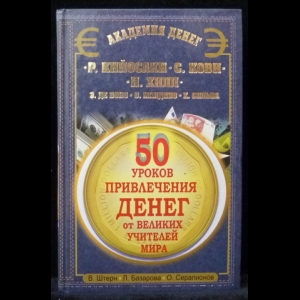 АКАДЕМИЯ ДЕНЕГ
·Р. КИЙОСАКИ· С. КОВИ·
·Н. ХИЛЛ·
50
УРОКОВ
ПРИВЛЕЧЕНИЯ
ДЕНЕГ
от ВЕЛИКИХ
УЧИТЕЛЕЙ
МИРА
В. Штерн П. Базарова О. Серапионов